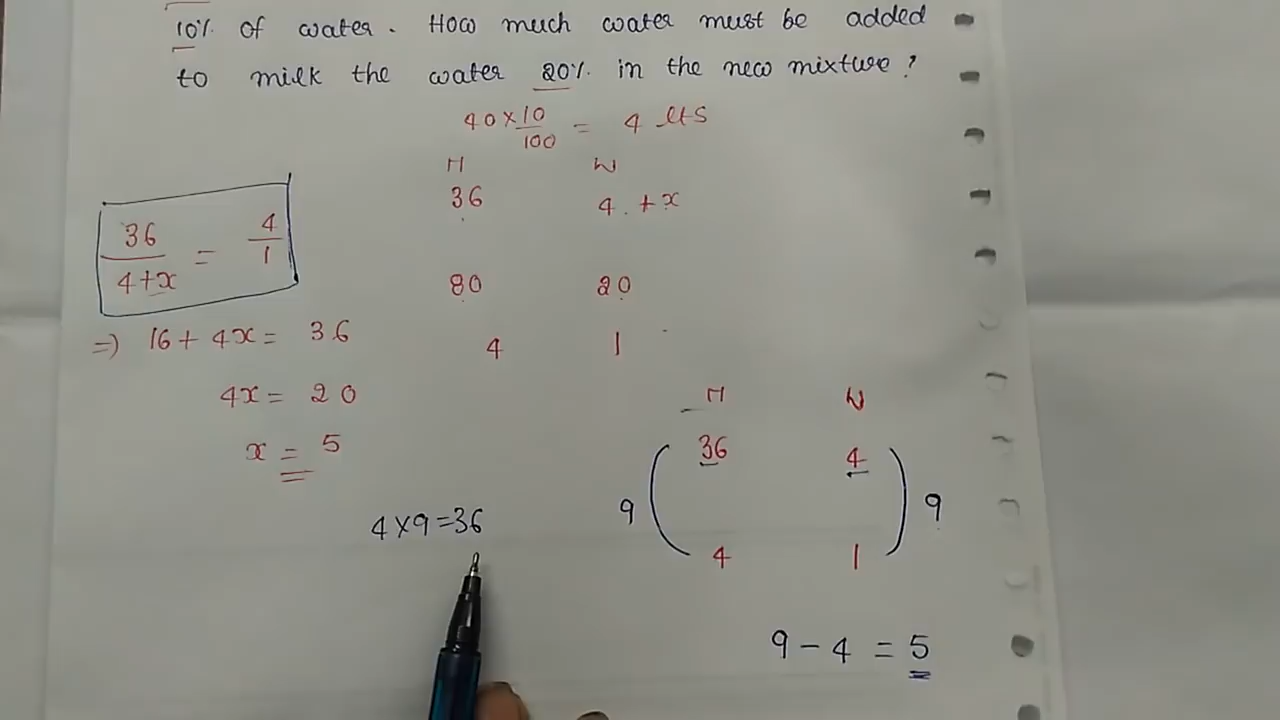 10% of water. How much water must be added
to milk the water 20% in the new mixture?
40 × 10/100 = 4 lts
M W
36 4 + x
36/4+x = 4/1
80 20
=) 16 + 4x = 36
4 1
4x = 20
x = 5
M W
36 4
4 × 9 = 36
9 9
4 1
9 - 4 = 5